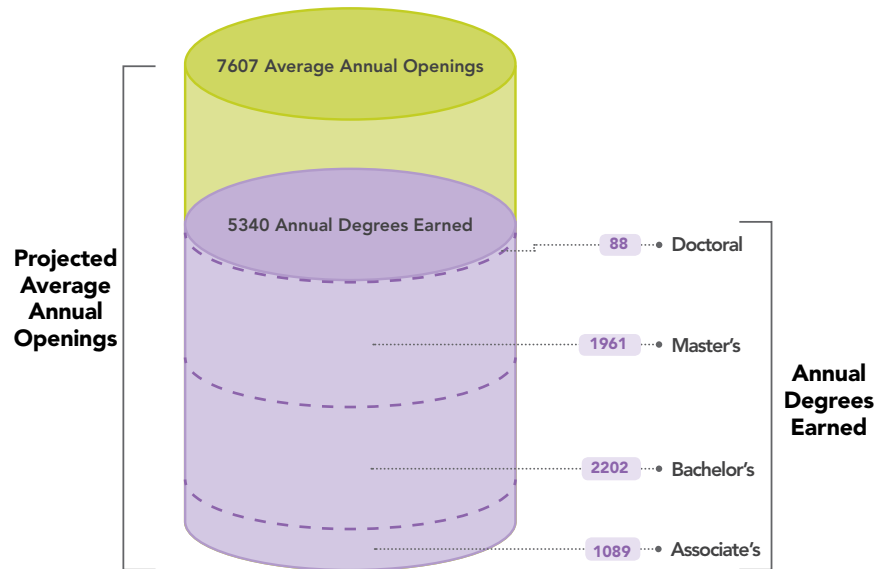 7607 Average Annual Openings
5340 Annual Degrees Earned
Projected
Average
Annual
Openings
88 Doctoral
1961 Master's
2202 Bachelor's
1089 Associate's
Annual
Degrees
Earned